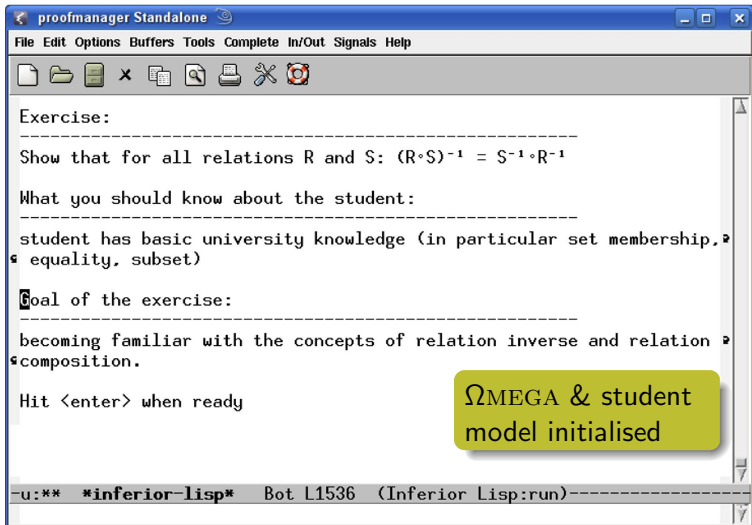 proofmanager Standalone
File Edit Options Buffers Tools Complete In/Out Signals Help
Exercise:
-------------------------------------------------------
Show that for all relations R and S: (R∘S)⁻¹ = S⁻¹∘R⁻¹
What you should know about the student:
-------------------------------------------------------
student has basic university knowledge (in particular set membership,
equality, subset)
Goal of the exercise:
-------------------------------------------------------
becoming familiar with the concepts of relation inverse and relation
composition.
Hit <enter> when ready
ΩMEGA & student
model initialised
-u:** *inferior-lisp* Bot L1536 (Inferior Lisp:run)------------------